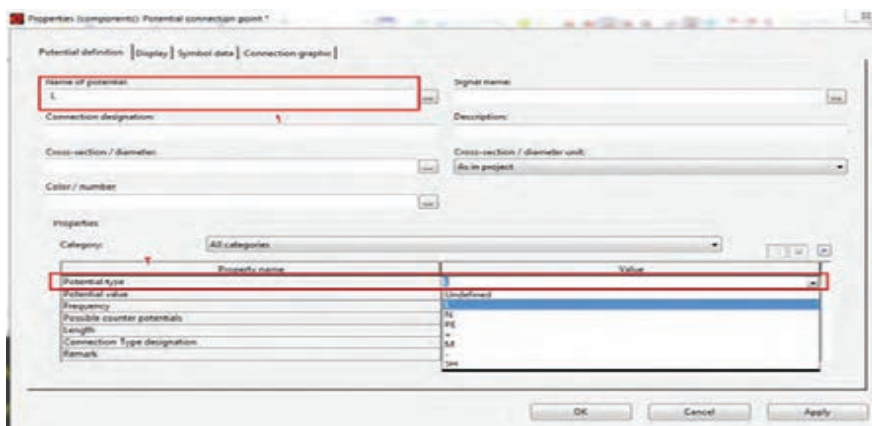 Properties (components): Potential connection point *
Potential definition Display Symbol data Connection graphic
Name of potential: Signal name:
L ... ...
Connection designation: ۱ Description:
Cross-section / diameter: Cross-section / diameter unit:
... As in project
Color / number
...
Properties
Category: All categories
۲
Property name Value
Potential type
Potential value Undefined
Frequency
Possible counter potentials N
Length PE
Connection Type designation + M
Remark -
SH
OK Cancel Apply